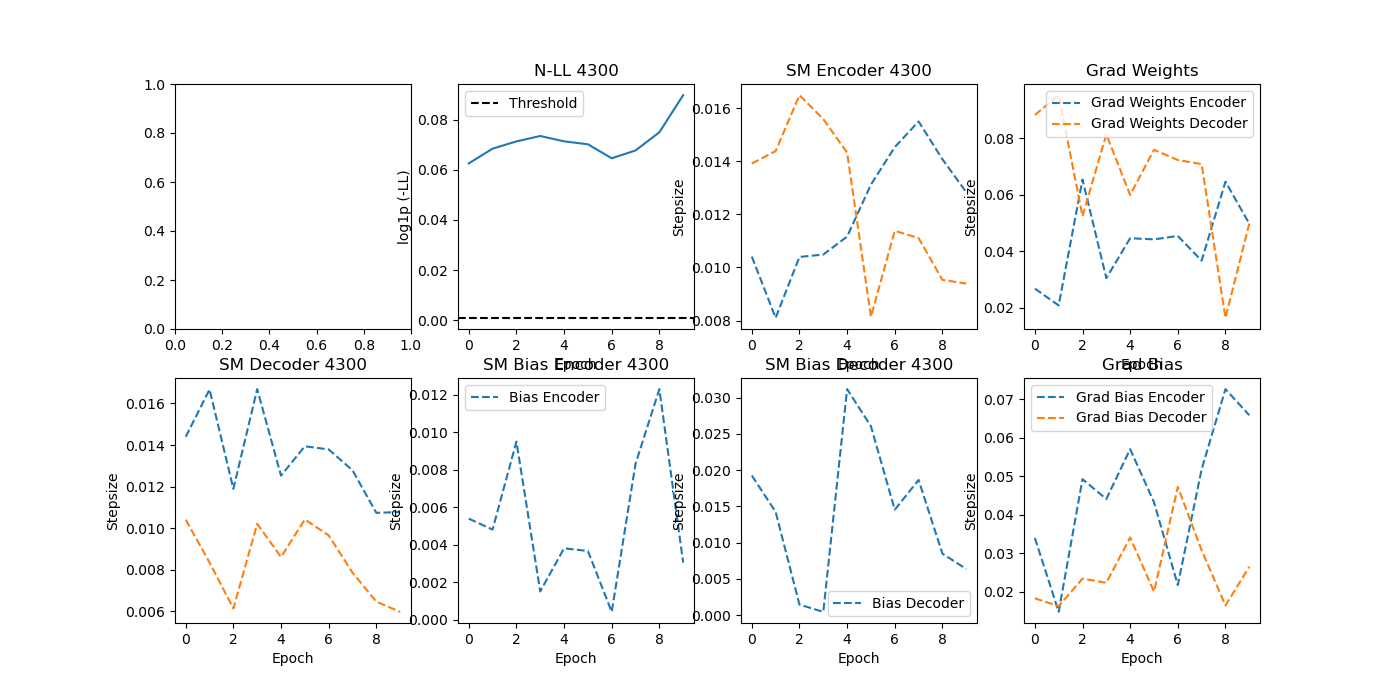 N-LL 4300
SM Encoder 4300
Grad Weights
1.0
0.8
0.6
0.4
0.2
0.0
0.0 0.2 0.4 0.6 0.8 1.0
log1p (-LL)
0.08
0.06
0.04
0.02
0.00
Threshold
0 2 4 6 8
Epoch
Stepsize
0.016
0.014
0.012
0.010
0.008
0 2 4 6 8
Epoch
Stepsize
0.08
0.06
0.04
0.02
Grad Weights Encoder
Grad Weights Decoder
0 2 4 6 8
Epoch
SM Decoder 4300
SM Bias Encoder 4300
SM Bias Decoder 4300
Grad Bias
Stepsize
0.016
0.014
0.012
0.010
0.008
0.006
0 2 4 6 8
Epoch
Stepsize
0.012
0.010
0.008
0.006
0.004
0.002
0.000
Bias Encoder
0 2 4 6 8
Epoch
Stepsize
0.030
0.025
0.020
0.015
0.010
0.005
0.000
Bias Decoder
0 2 4 6 8
Epoch
Stepsize
0.07
0.06
0.05
0.04
0.03
0.02
Grad Bias Encoder
Grad Bias Decoder
0 2 4 6 8
Epoch